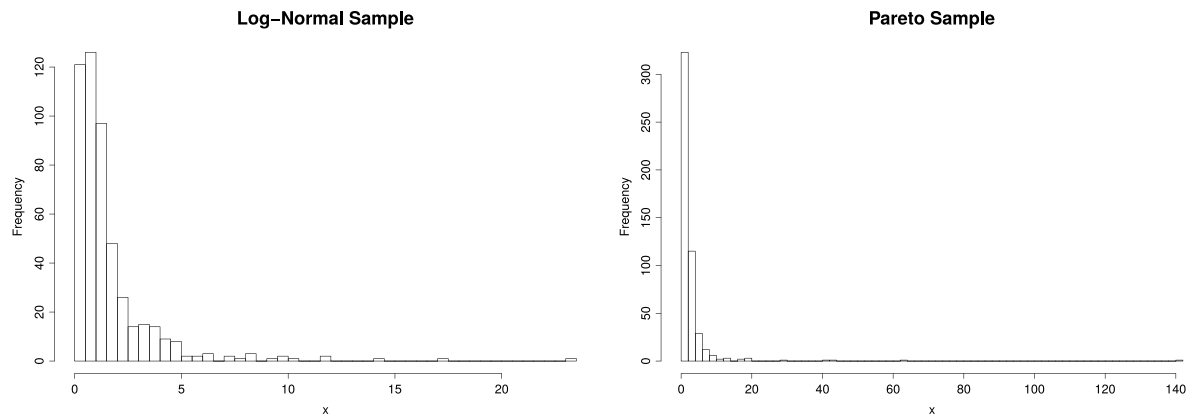 Log−Normal Sample
Frequency
0 20 40 60 80 100 120
0 5 10 15 20
x
Pareto Sample
Frequency
0 50 100 150 200 250 300
0 20 40 60 80 100 120 140
x